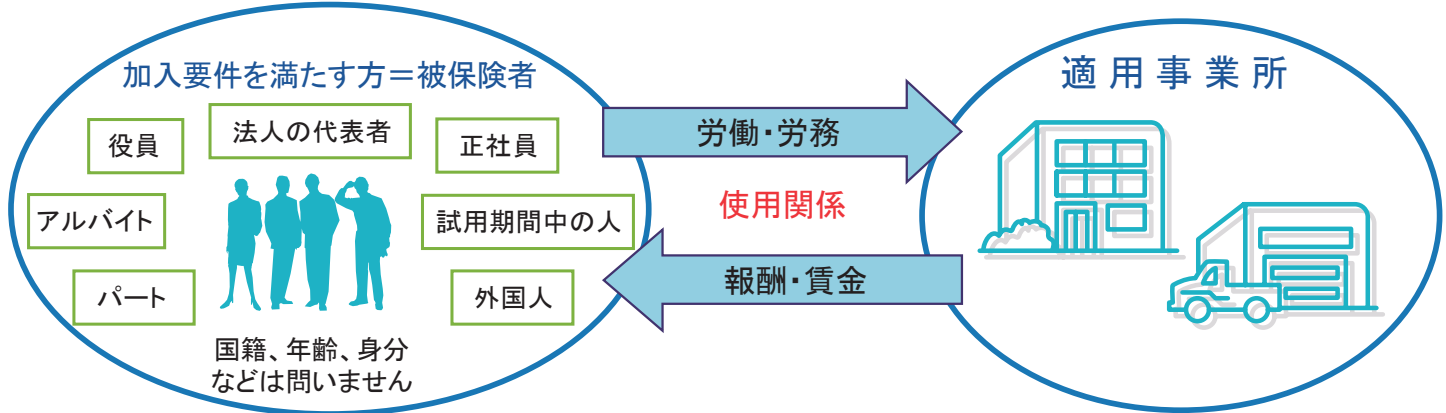 加入要件を満たす方＝被保険者
法人の代表者
役員
正社員
アルバイト
試用期間中の人
パート
外国人
国籍、年齢、身分
などは問いません
労働・労務
使用関係
報酬・賃金
適用事業所